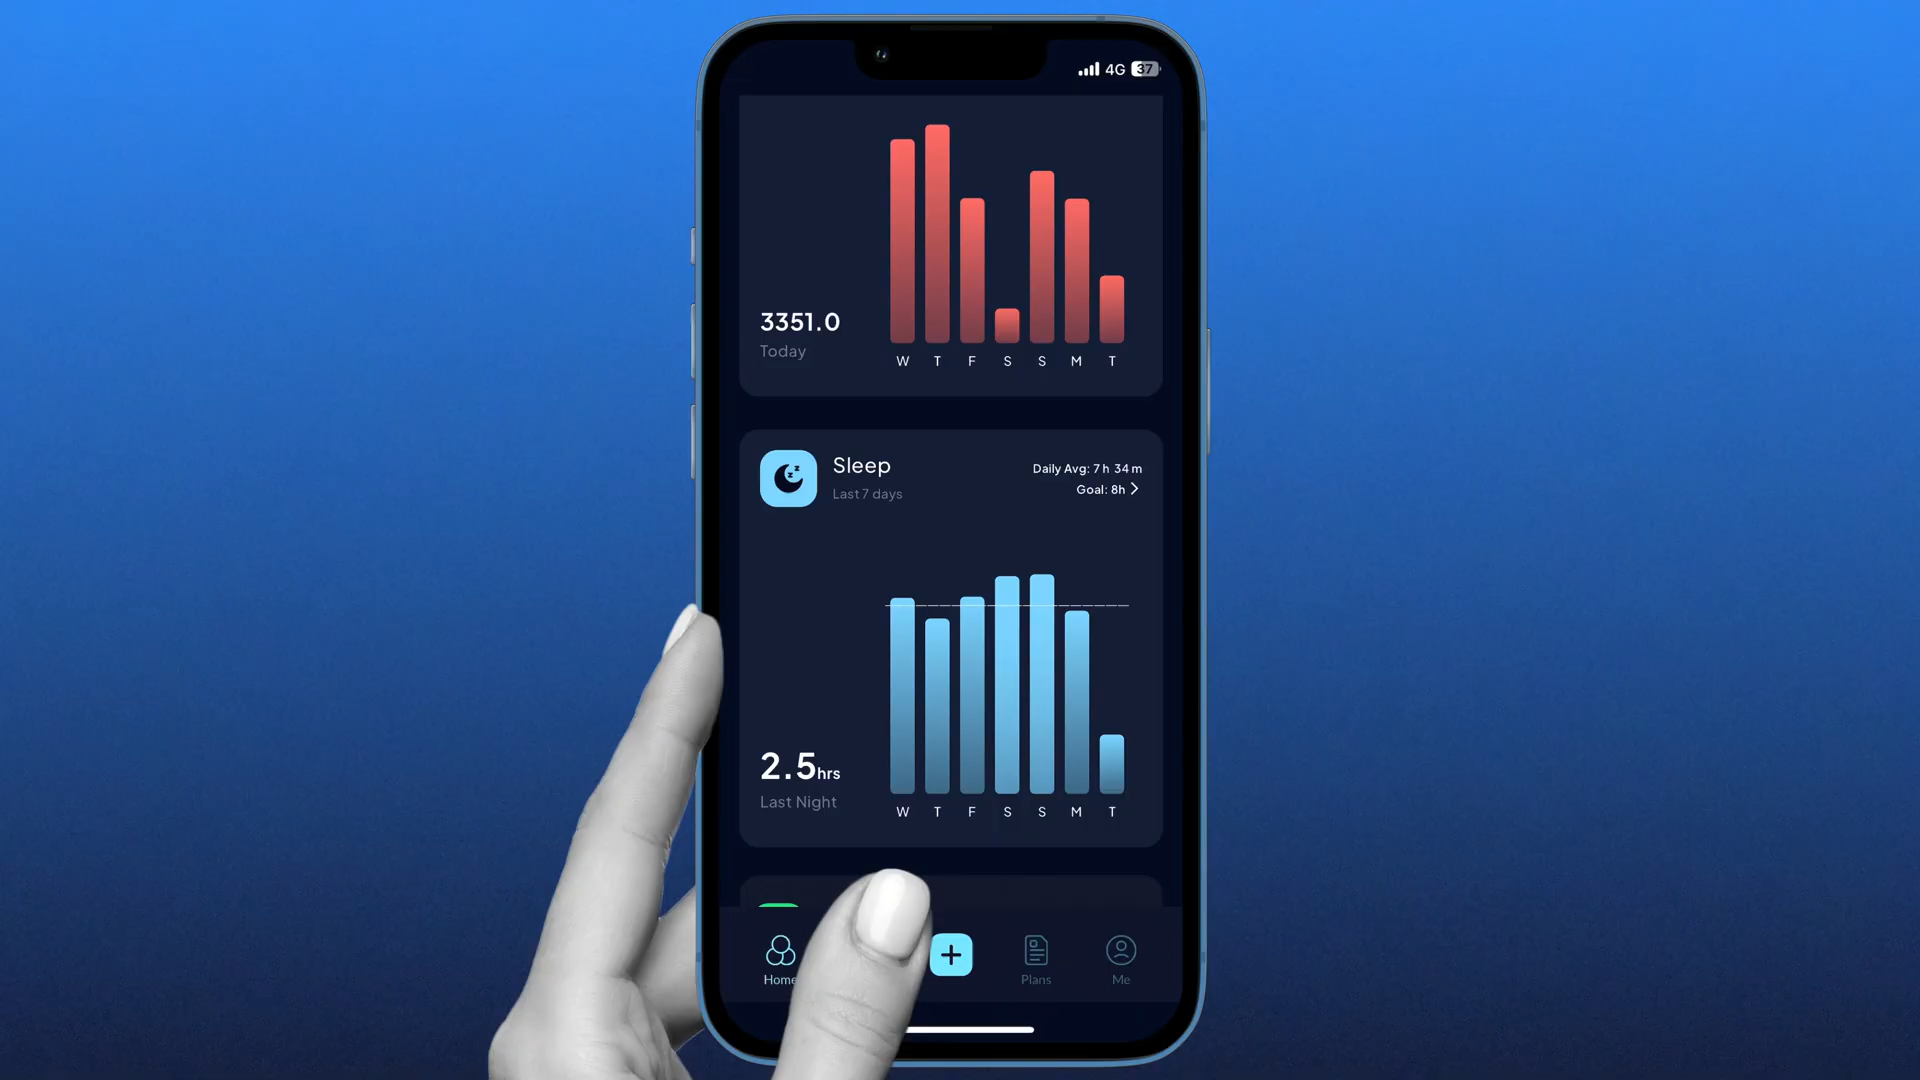 4G 37
3351.0
Today
W T F S S M T
Sleep
Last 7 days
Daily Avg: 7 h 34 m
Goal: 8h
2.5hrs
Last Night
W T F S S M T
Home
Plans
Me